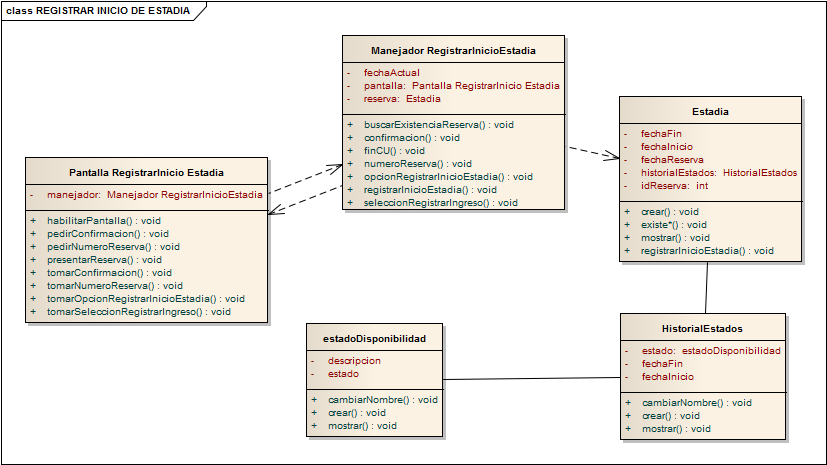 class REGISTRAR INICIO DE ESTADIA
Manejador RegistrarInicioEstadia
- fechaActual
- pantalla: Pantalla RegistrarInicio Estadia
- reserva: Estadia
+ buscarExistenciaReserva() : void
+ confirmacion() : void
+ finCU() : void
+ numeroReserva() : void
+ opcionRegistrarInicioEstadia() : void
+ registrarInicioEstadia() : void
+ seleccionRegistrarIngreso() : void
Estadia
- fechaFin
- fechaInicio
- fechaReserva
- historialEstados: HistorialEstados
- idReserva: int
+ crear() : void
+ existe*() : void
+ mostrar() : void
+ registrarInicioEstadia() : void
Pantalla RegistrarInicio Estadia
- manejador: Manejador RegistrarInicioEstadia
+ habilitarPantalla() : void
+ pedirConfirmacion() : void
+ pedirNumeroReserva() : void
+ presentarReserva() : void
+ tomarConfirmacion() : void
+ tomarNumeroReserva() : void
+ tomarOpcionRegistrarInicioEstadia() : void
+ tomarSeleccionRegistrarIngreso() : void
estadoDisponibilidad
- descripcion
- estado
+ cambiarNombre() : void
+ crear() : void
+ mostrar() : void
HistorialEstados
- estado: estadoDisponibilidad
- fechaFin
- fechaInicio
+ cambiarNombre() : void
+ crear() : void
+ mostrar() : void